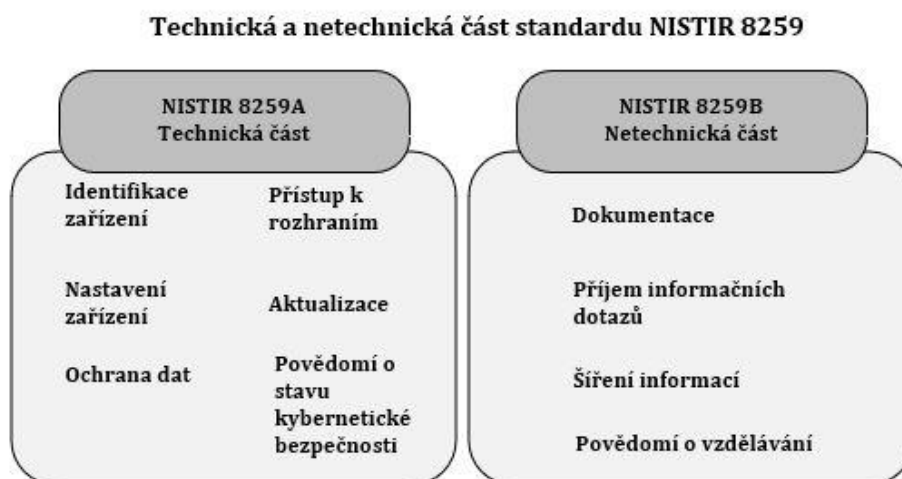 Technická a netechnická část standardu NISTIR 8259
NISTIR 8259A
Technická část
Identifikace
zařízení
Přístup k
rozhraním
Nastavení
zařízení
Aktualizace
Ochrana dat
Povědomí o
stavu
kybernetické
bezpečnosti
NISTIR 8259B
Netechnická část
Dokumentace
Příjem informačních
dotazů
Šíření informací
Povědomí o vzdělávání